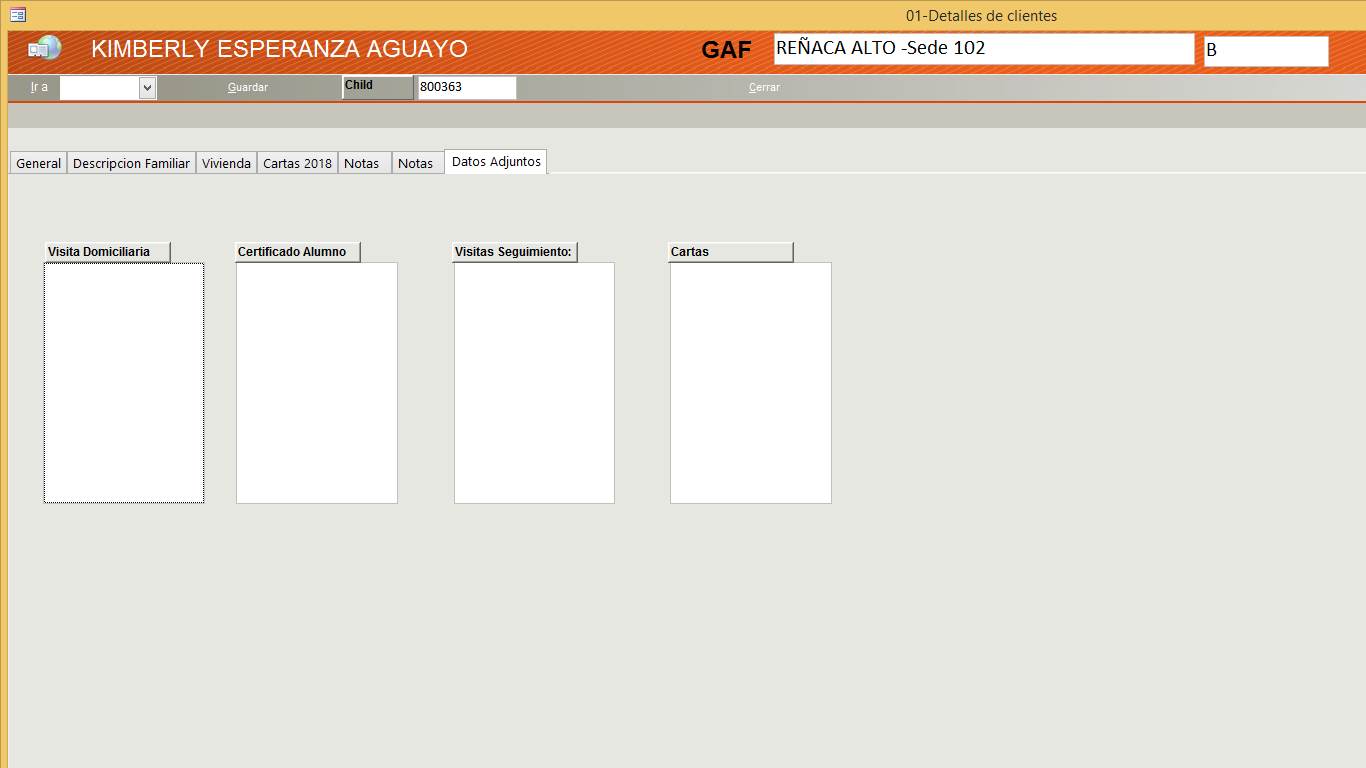 01-Detalles de clientes
KIMBERLY ESPERANZA AGUAYO GAF REÑACA ALTO -Sede 102 B
Ir a Guardar Child 800363 Cerrar
General Descripcion Familiar Vivienda Cartas 2018 Notas Notas Datos Adjuntos
Visita Domiciliaria Certificado Alumno Visitas Seguimiento: Cartas